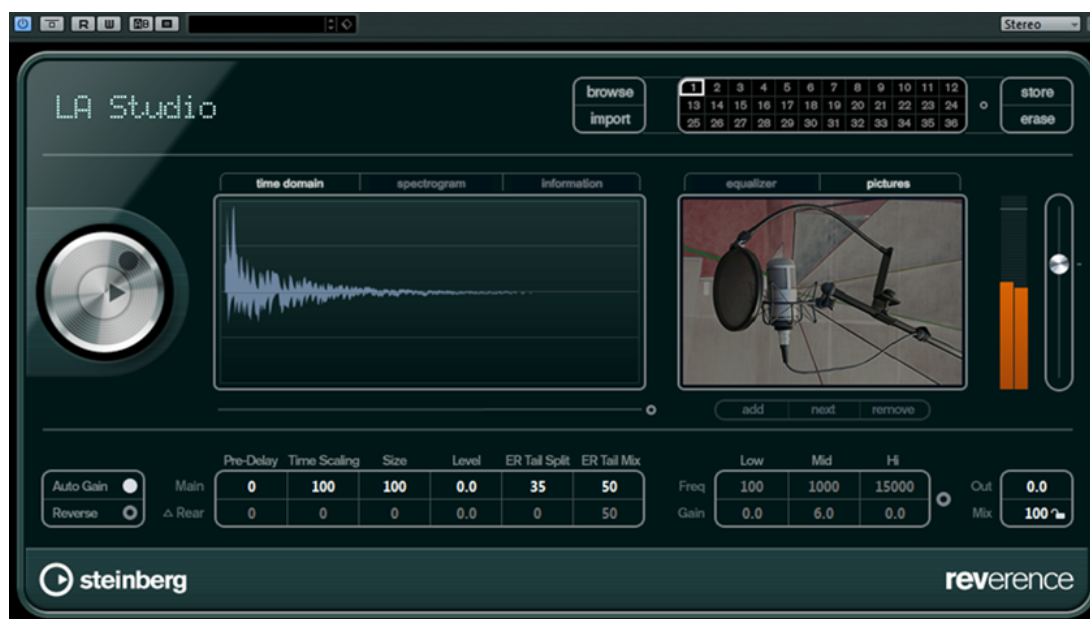 R W AB
Stereo
LA Studio
browse
import
1 2 3 4 5 6 7 8 9 10 11 12
13 14 15 16 17 18 19 20 21 22 23 24
25 26 27 28 29 30 31 32 33 34 35 36
store
erase
time domain spectrogram information
equalizer pictures
add next remove
Pre-Delay Time Scaling Size Level ER Tail Split ER Tail Mix
Auto Gain
Main 0 100 100 0.0 35 50
Reverse
△ Rear 0 0 0 0.0 0 50
Low Mid Hi
Freq 100 1000 15000
Gain 0.0 6.0 0.0
Out 0.0
Mix 100
steinberg
reverence